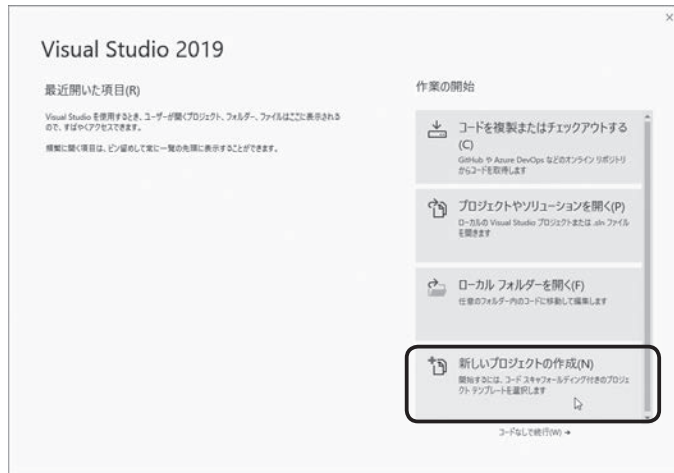 Visual Studio 2019
最近開いた項目(R)
Visual Studio を使用するとき、ユーザーが開くプロジェクト、フォルダー、ファイルはここに表示される
ので、すばやくアクセスできます。
頻繁に開く項目は、ピン留めして常に一覧の先頭に表示することができます。
作業の開始
コードを複製またはチェックアウトする
(C)
GitHub や Azure DevOps などのオンライン リポジトリ
からコードを取得します
プロジェクトやソリューションを開く(P)
ローカルの Visual Studio プロジェクトまたは .sln ファイル
を開きます
ローカル フォルダーを開く(F)
任意のフォルダー内のコードに移動して編集します
新しいプロジェクトの作成(N)
開始するには、コード スキャフォールディング付きのプロジェ
クト テンプレートを選択します
コードなしで続行(W) →